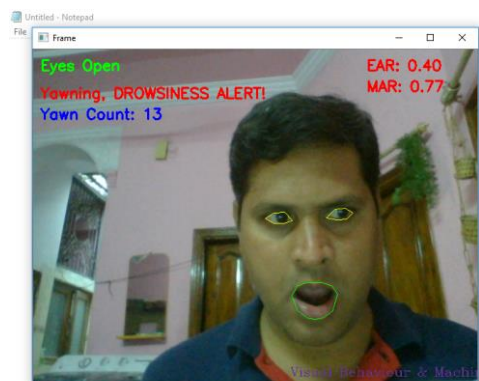 Untitled - Notepad
File
Frame
Eyes Open
EAR: 0.40
Yawning, DROWSINESS ALERT!
MAR: 0.77
Yawn Count: 13
Visual Behaviour & Machi